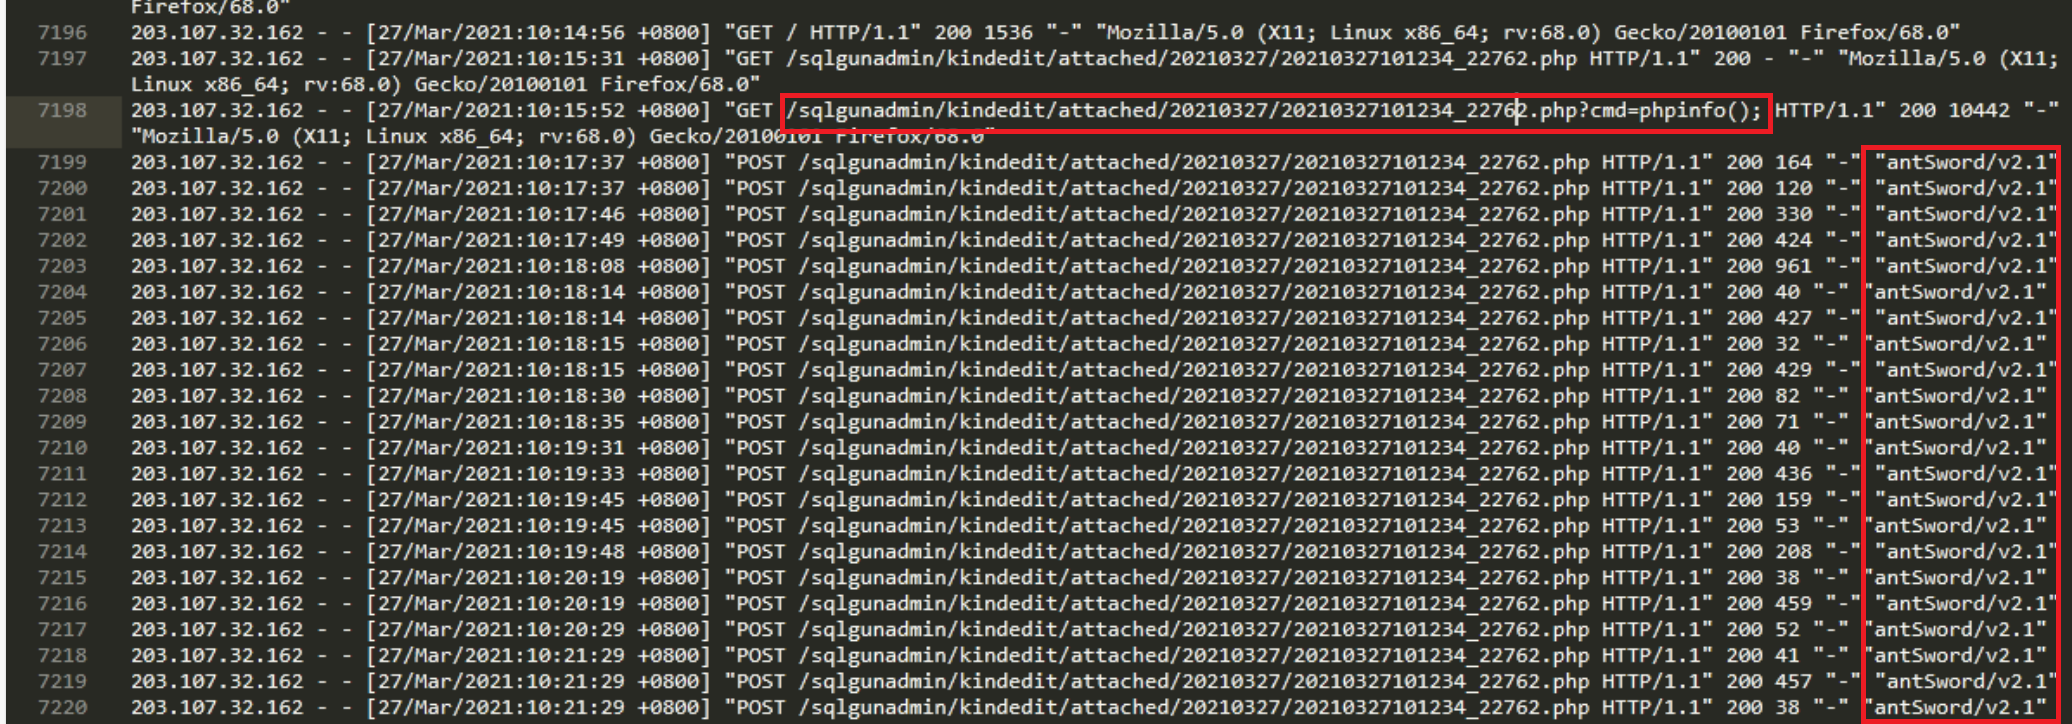 Firefox/68.0"
7196 203.107.32.162 - - [27/Mar/2021:10:14:56 +0800] "GET / HTTP/1.1" 200 1536 "-" "Mozilla/5.0 (X11; Linux x86_64; rv:68.0) Gecko/20100101 Firefox/68.0"
7197 203.107.32.162 - - [27/Mar/2021:10:15:31 +0800] "GET /sqlgunadmin/kindedit/attached/20210327/20210327101234_22762.php HTTP/1.1" 200 - "-" "Mozilla/5.0 (X11;
Linux x86_64; rv:68.0) Gecko/20100101 Firefox/68.0"
7198 203.107.32.162 - - [27/Mar/2021:10:15:52 +0800] "GET /sqlgunadmin/kindedit/attached/20210327/20210327101234_22762.php?cmd=phpinfo(); HTTP/1.1" 200 10442 "-"
"Mozilla/5.0 (X11; Linux x86_64; rv:68.0) Gecko/20100101 Firefox/68.0"
7199 203.107.32.162 - - [27/Mar/2021:10:17:37 +0800] "POST /sqlgunadmin/kindedit/attached/20210327/20210327101234_22762.php HTTP/1.1" 200 164 "-" "antSword/v2.1"
7200 203.107.32.162 - - [27/Mar/2021:10:17:37 +0800] "POST /sqlgunadmin/kindedit/attached/20210327/20210327101234_22762.php HTTP/1.1" 200 120 "-" "antSword/v2.1"
7201 203.107.32.162 - - [27/Mar/2021:10:17:46 +0800] "POST /sqlgunadmin/kindedit/attached/20210327/20210327101234_22762.php HTTP/1.1" 200 330 "-" "antSword/v2.1"
7202 203.107.32.162 - - [27/Mar/2021:10:17:49 +0800] "POST /sqlgunadmin/kindedit/attached/20210327/20210327101234_22762.php HTTP/1.1" 200 424 "-" "antSword/v2.1"
7203 203.107.32.162 - - [27/Mar/2021:10:18:08 +0800] "POST /sqlgunadmin/kindedit/attached/20210327/20210327101234_22762.php HTTP/1.1" 200 961 "-" "antSword/v2.1"
7204 203.107.32.162 - - [27/Mar/2021:10:18:14 +0800] "POST /sqlgunadmin/kindedit/attached/20210327/20210327101234_22762.php HTTP/1.1" 200 40 "-" "antSword/v2.1"
7205 203.107.32.162 - - [27/Mar/2021:10:18:14 +0800] "POST /sqlgunadmin/kindedit/attached/20210327/20210327101234_22762.php HTTP/1.1" 200 427 "-" "antSword/v2.1"
7206 203.107.32.162 - - [27/Mar/2021:10:18:15 +0800] "POST /sqlgunadmin/kindedit/attached/20210327/20210327101234_22762.php HTTP/1.1" 200 32 "-" "antSword/v2.1"
7207 203.107.32.162 - - [27/Mar/2021:10:18:15 +0800] "POST /sqlgunadmin/kindedit/attached/20210327/20210327101234_22762.php HTTP/1.1" 200 429 "-" "antSword/v2.1"
7208 203.107.32.162 - - [27/Mar/2021:10:18:30 +0800] "POST /sqlgunadmin/kindedit/attached/20210327/20210327101234_22762.php HTTP/1.1" 200 82 "-" "antSword/v2.1"
7209 203.107.32.162 - - [27/Mar/2021:10:18:35 +0800] "POST /sqlgunadmin/kindedit/attached/20210327/20210327101234_22762.php HTTP/1.1" 200 71 "-" "antSword/v2.1"
7210 203.107.32.162 - - [27/Mar/2021:10:19:31 +0800] "POST /sqlgunadmin/kindedit/attached/20210327/20210327101234_22762.php HTTP/1.1" 200 40 "-" "antSword/v2.1"
7211 203.107.32.162 - - [27/Mar/2021:10:19:33 +0800] "POST /sqlgunadmin/kindedit/attached/20210327/20210327101234_22762.php HTTP/1.1" 200 436 "-" "antSword/v2.1"
7212 203.107.32.162 - - [27/Mar/2021:10:19:45 +0800] "POST /sqlgunadmin/kindedit/attached/20210327/20210327101234_22762.php HTTP/1.1" 200 159 "-" "antSword/v2.1"
7213 203.107.32.162 - - [27/Mar/2021:10:19:45 +0800] "POST /sqlgunadmin/kindedit/attached/20210327/20210327101234_22762.php HTTP/1.1" 200 53 "-" "antSword/v2.1"
7214 203.107.32.162 - - [27/Mar/2021:10:19:48 +0800] "POST /sqlgunadmin/kindedit/attached/20210327/20210327101234_22762.php HTTP/1.1" 200 208 "-" "antSword/v2.1"
7215 203.107.32.162 - - [27/Mar/2021:10:20:19 +0800] "POST /sqlgunadmin/kindedit/attached/20210327/20210327101234_22762.php HTTP/1.1" 200 38 "-" "antSword/v2.1"
7216 203.107.32.162 - - [27/Mar/2021:10:20:19 +0800] "POST /sqlgunadmin/kindedit/attached/20210327/20210327101234_22762.php HTTP/1.1" 200 459 "-" "antSword/v2.1"
7217 203.107.32.162 - - [27/Mar/2021:10:20:29 +0800] "POST /sqlgunadmin/kindedit/attached/20210327/20210327101234_22762.php HTTP/1.1" 200 52 "-" "antSword/v2.1"
7218 203.107.32.162 - - [27/Mar/2021:10:21:29 +0800] "POST /sqlgunadmin/kindedit/attached/20210327/20210327101234_22762.php HTTP/1.1" 200 41 "-" "antSword/v2.1"
7219 203.107.32.162 - - [27/Mar/2021:10:21:29 +0800] "POST /sqlgunadmin/kindedit/attached/20210327/20210327101234_22762.php HTTP/1.1" 200 457 "-" "antSword/v2.1"
7220 203.107.32.162 - - [27/Mar/2021:10:21:29 +0800] "POST /sqlgunadmin/kindedit/attached/20210327/20210327101234_22762.php HTTP/1.1" 200 38 "-" "antSword/v2.1"